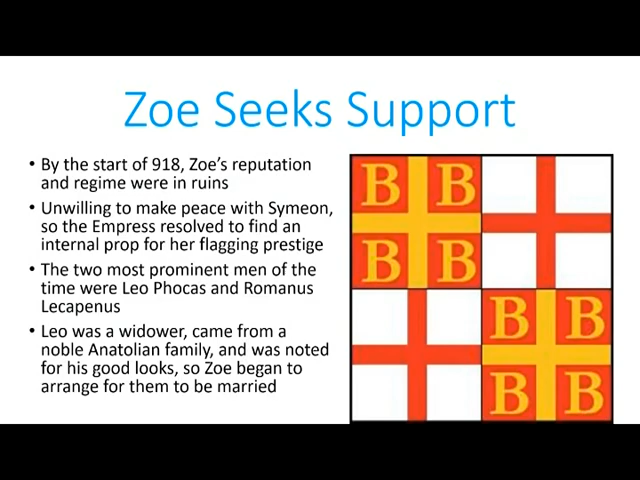 Zoe Seeks Support
• By the start of 918, Zoe's reputation
and regime were in ruins
• Unwilling to make peace with Symeon,
so the Empress resolved to find an
internal prop for her flagging prestige
• The two most prominent men of the
time were Leo Phocas and Romanus
Lecapenus
• Leo was a widower, came from a
noble Anatolian family, and was noted
for his good looks, so Zoe began to
arrange for them to be married
B B
B B
B B
B B